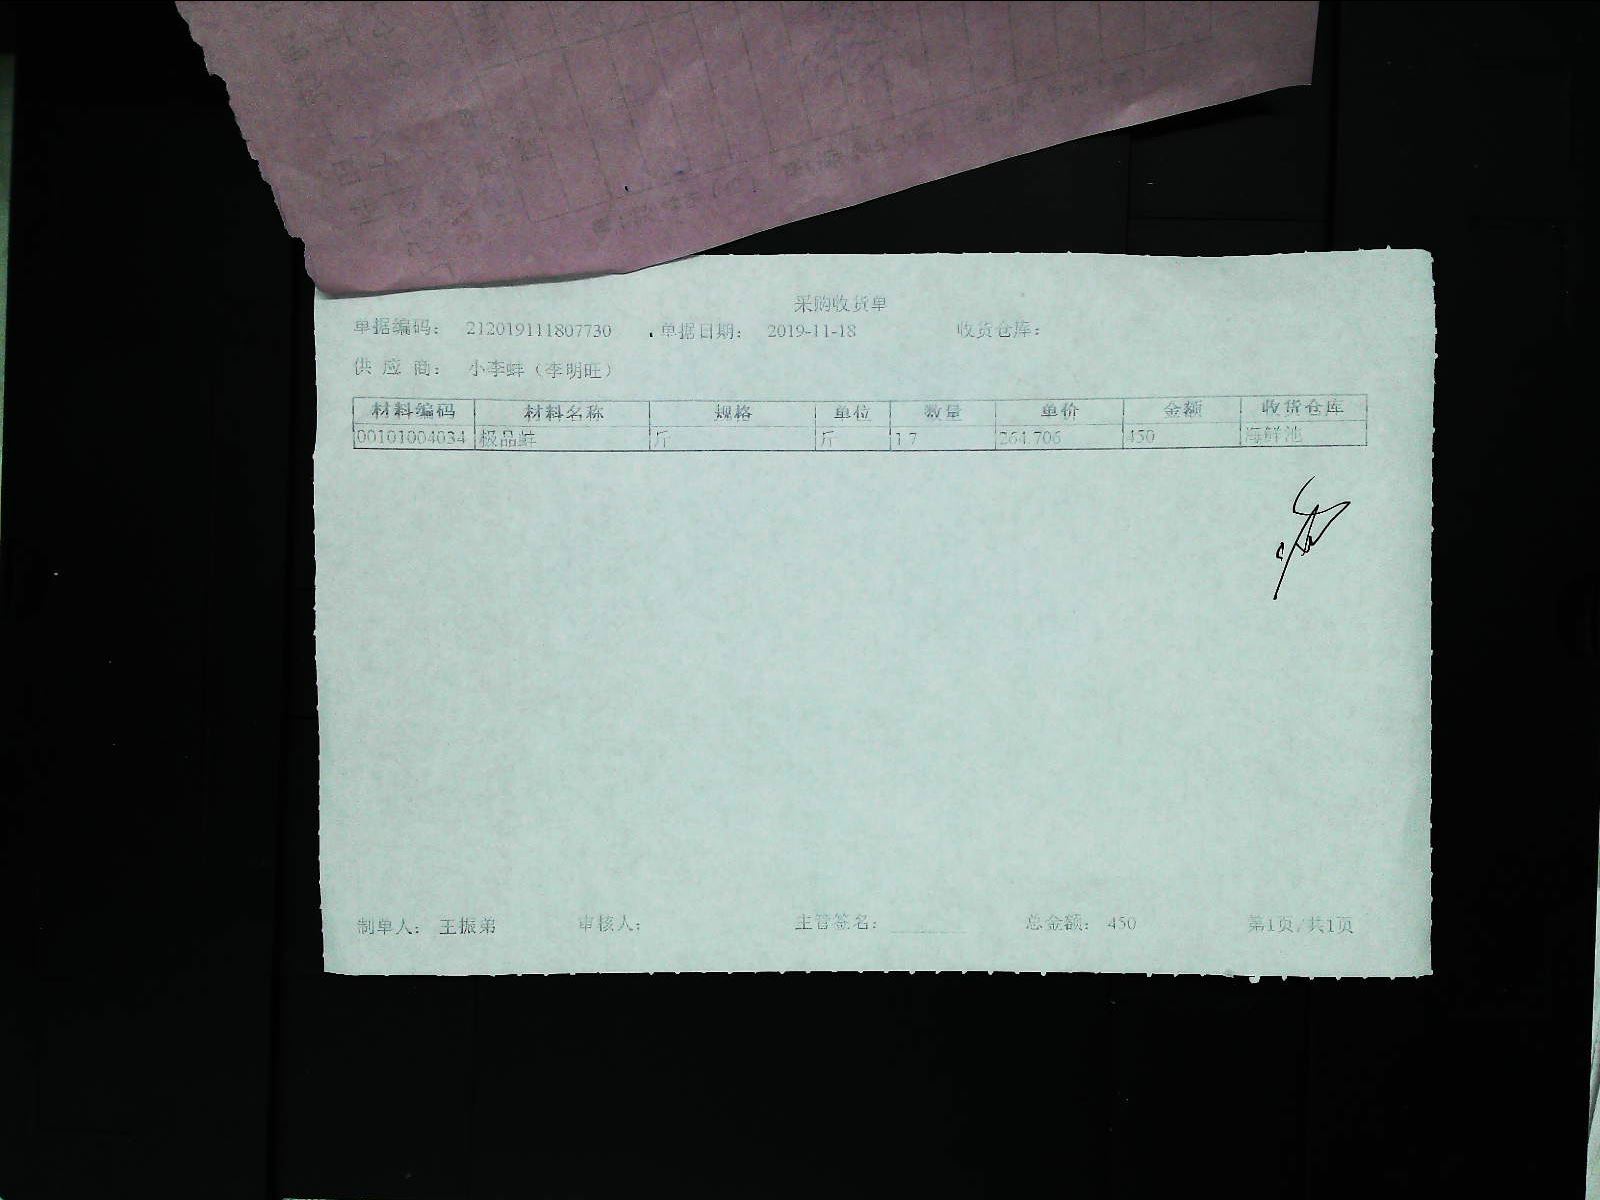 采购收货单
单据编码： 212019111807730 单据日期： 2019-11-18 收货仓库：
供 应 商： 小李蚌（李明旺）
材料编码 材料名称 规格 单位 数量 单价 金额 收货仓库
00101004034 极品鲜 斤 斤 1.7 264.706 450 海鲜池
制单人： 王振弟 审核人： 主管签名： 总金额： 450 第1页/共1页